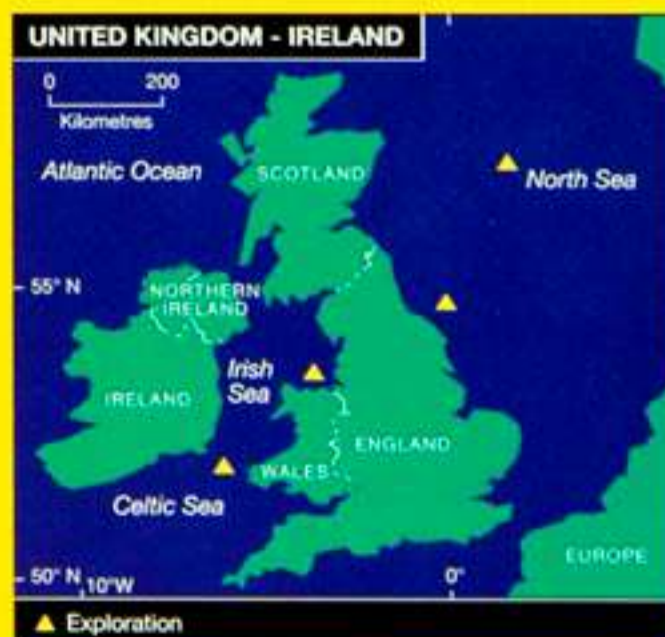 UNITED KINGDOM - IRELAND
0 200
Kilometres
Atlantic Ocean
SCOTLAND
North Sea
55° N
NORTHERN
IRELAND
Irish
Sea
IRELAND
ENGLAND
WALES
Celtic Sea
EUROPE
50° N
10°W
0°
Exploration